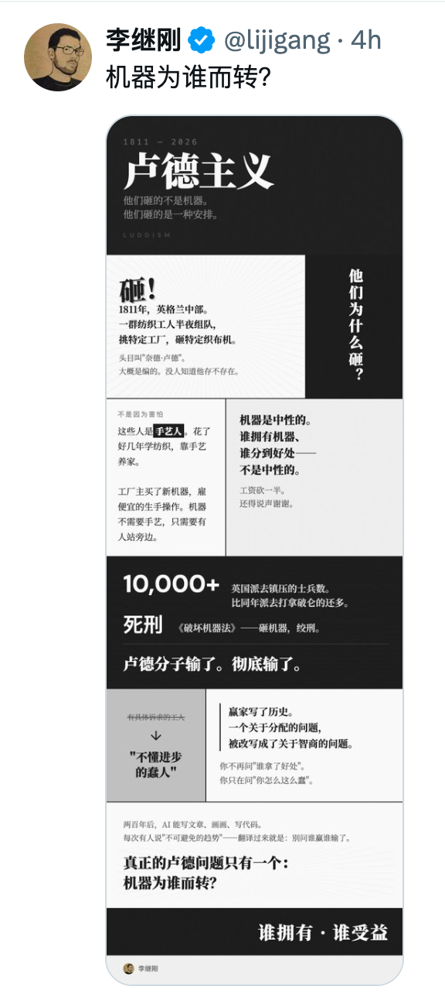 李继刚 @lijigang · 4h
机器为谁而转?
1811 — 2026
卢德主义
他们砸的不是机器。
他们砸的是一种安排。
LUDDISM
砸!
1811年，英格兰中部。
一群纺织工人半夜组队，
挑特定工厂，砸特定织布机。
头目叫"奈德·卢德"。
大概是编的。没人知道他存不存在。
他们为什么砸？
不是因为害怕
这些人是手艺人。花了
好几年学纺织，靠手艺
养家。
工厂主买了新机器，雇
便宜的生手操作。机器
不需要手艺，只需要有
人站旁边。
机器是中性的。
谁拥有机器、
谁分到好处——
不是中性的。
工资砍一半。
还得说声谢谢。
10,000+
英国派去镇压的士兵数。
比同年派去打拿破仑的还多。
死刑 《破坏机器法》——砸机器，绞刑。
卢德分子输了。彻底输了。
有具体诉求的工人
↓
"不懂进步
的蠢人"
赢家写了历史。
一个关于分配的问题，
被改写成了关于智商的问题。
你不再问"谁拿了好处"。
你只在问"你怎么这么蠢"。
两百年后，AI 能写文章、画画、写代码。
每次有人说"不可避免的趋势"——翻译过来就是：别问谁赢谁输了。
真正的卢德问题只有一个：
机器为谁而转?
谁拥有 · 谁受益
李继刚